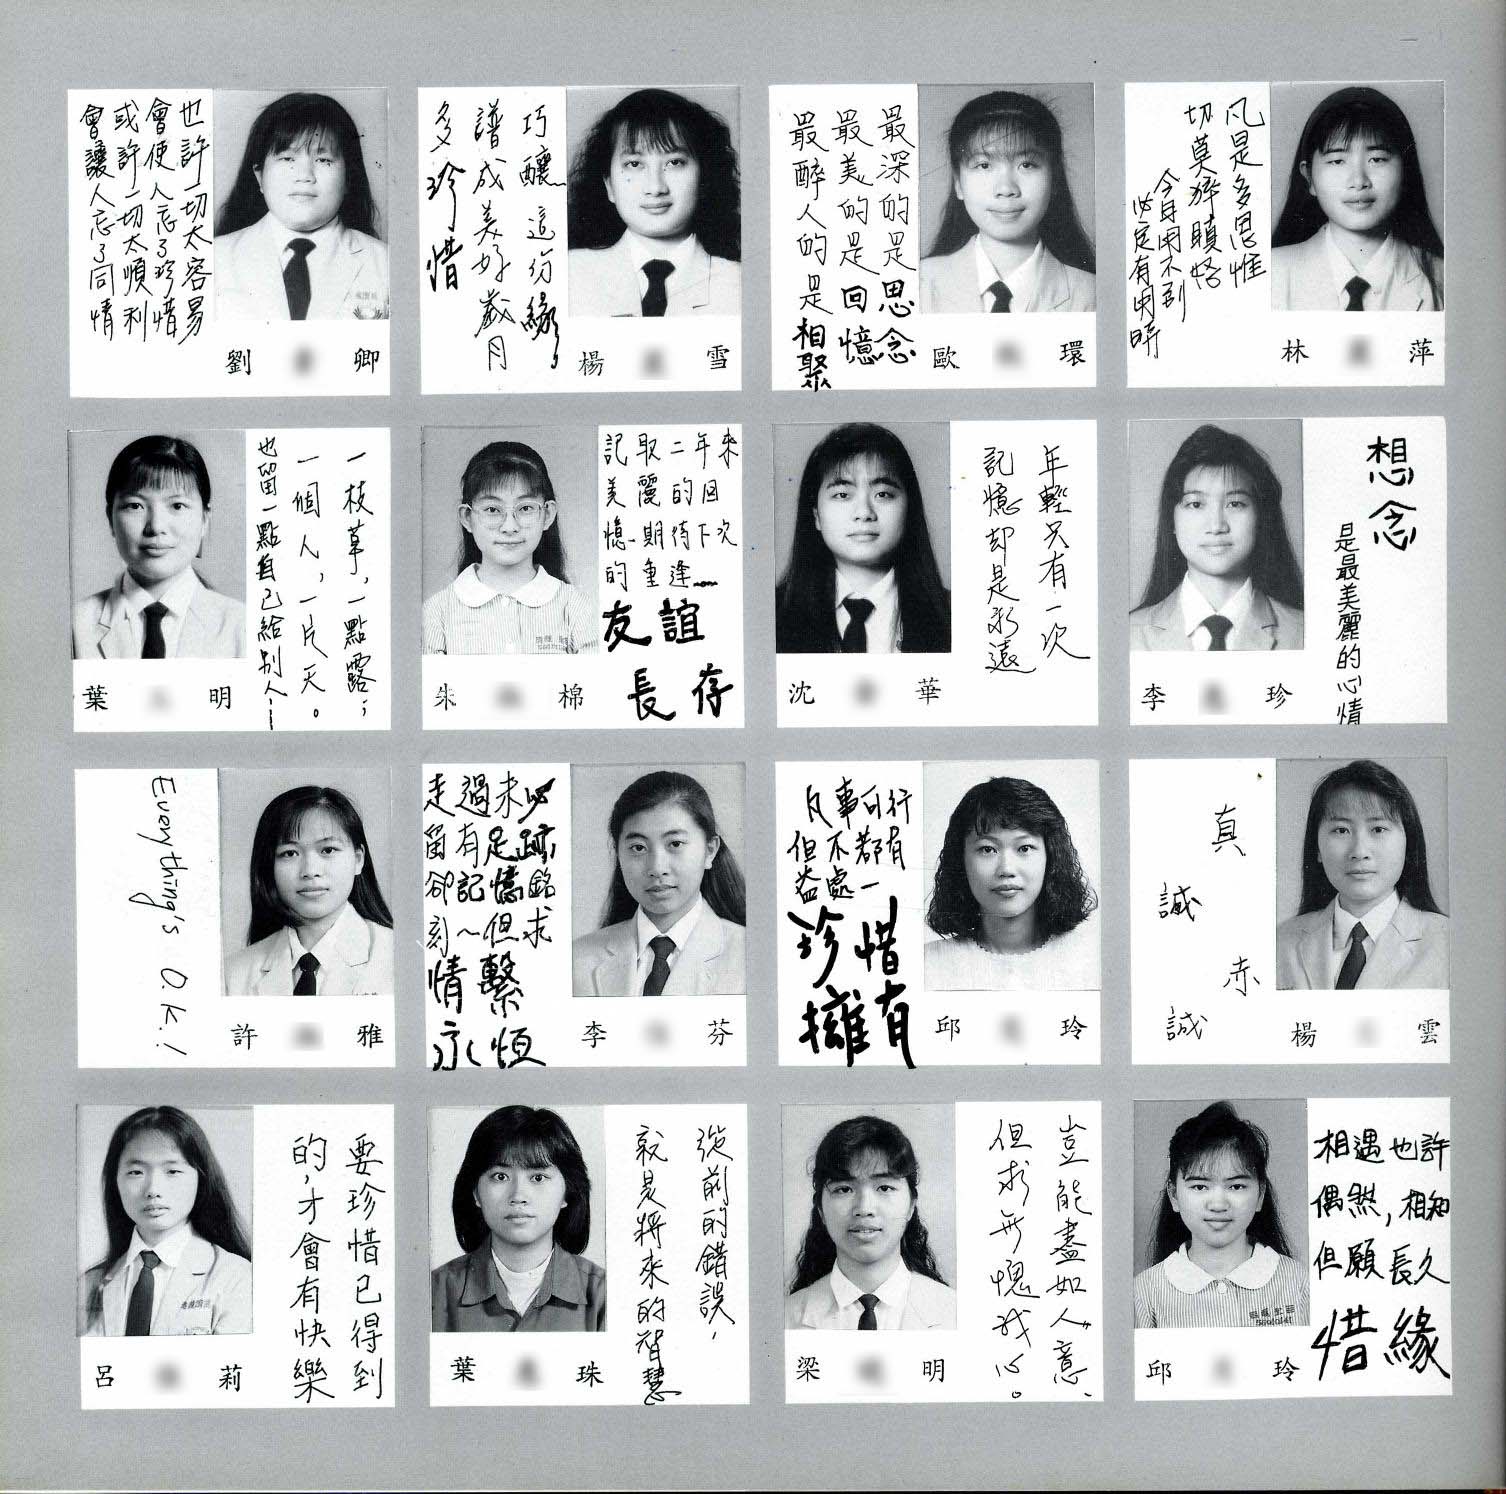 也許一切太容易
會使人忘了珍惜
或許一切太順利
會讓人忘了同情
劉 卿
巧釀這份緣,
譜成美好歲月
多珍惜
楊 雪
最深的是思念
最美的是回憶
最醉人的是相聚
歐 環
凡是多思惟
切莫
今日用不到
必定有用時
林 萍
葉 明
一枝草,一點露;
一個人,一片天。
也留一點自己給別人
記取二年來
美麗的回
憶.期待下次
的重逢
友誼
長存
朱 棉
年輕只有一次
記憶却是永遠
沈 華
想念
是最美麗的心情
李 珍
Everything's O.K.!
許 雅
走過未必
留有足跡
卻記憶銘
刻~但求
情繫
永恆
李 芬
凡事可行
但不都有
益處一
珍惜
擁有
邱 玲
真
誠
赤
誠
楊 雲
要珍惜已得到
的,才會有快樂
呂 莉
從前的錯誤,
就是將來的智慧
葉 珠
豈能盡如人意、
但求無愧我心。
梁 明
相遇也許
偶然,相知
但願長久
惜緣
邱 玲